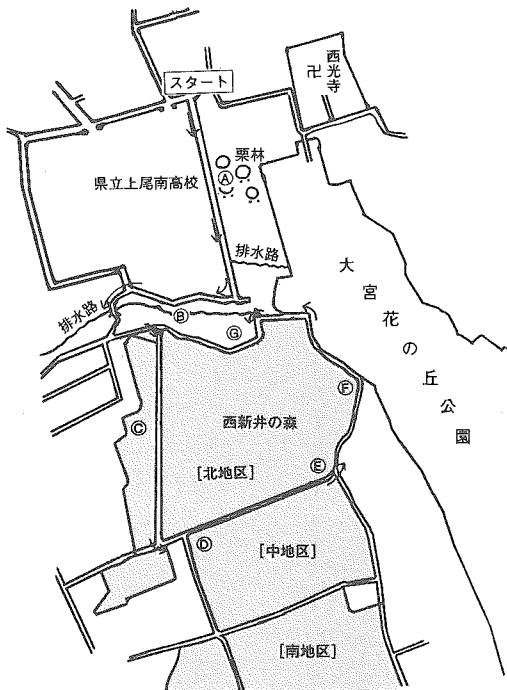 西光寺
卍
スタート
栗林
Ⓐ
県立上尾南高校
排水路
大宮花の丘公園
排水路
Ⓑ
Ⓖ
Ⓕ
Ⓒ
西新井の森
Ⓔ
[北地区]
Ⓓ
[中地区]
[南地区]